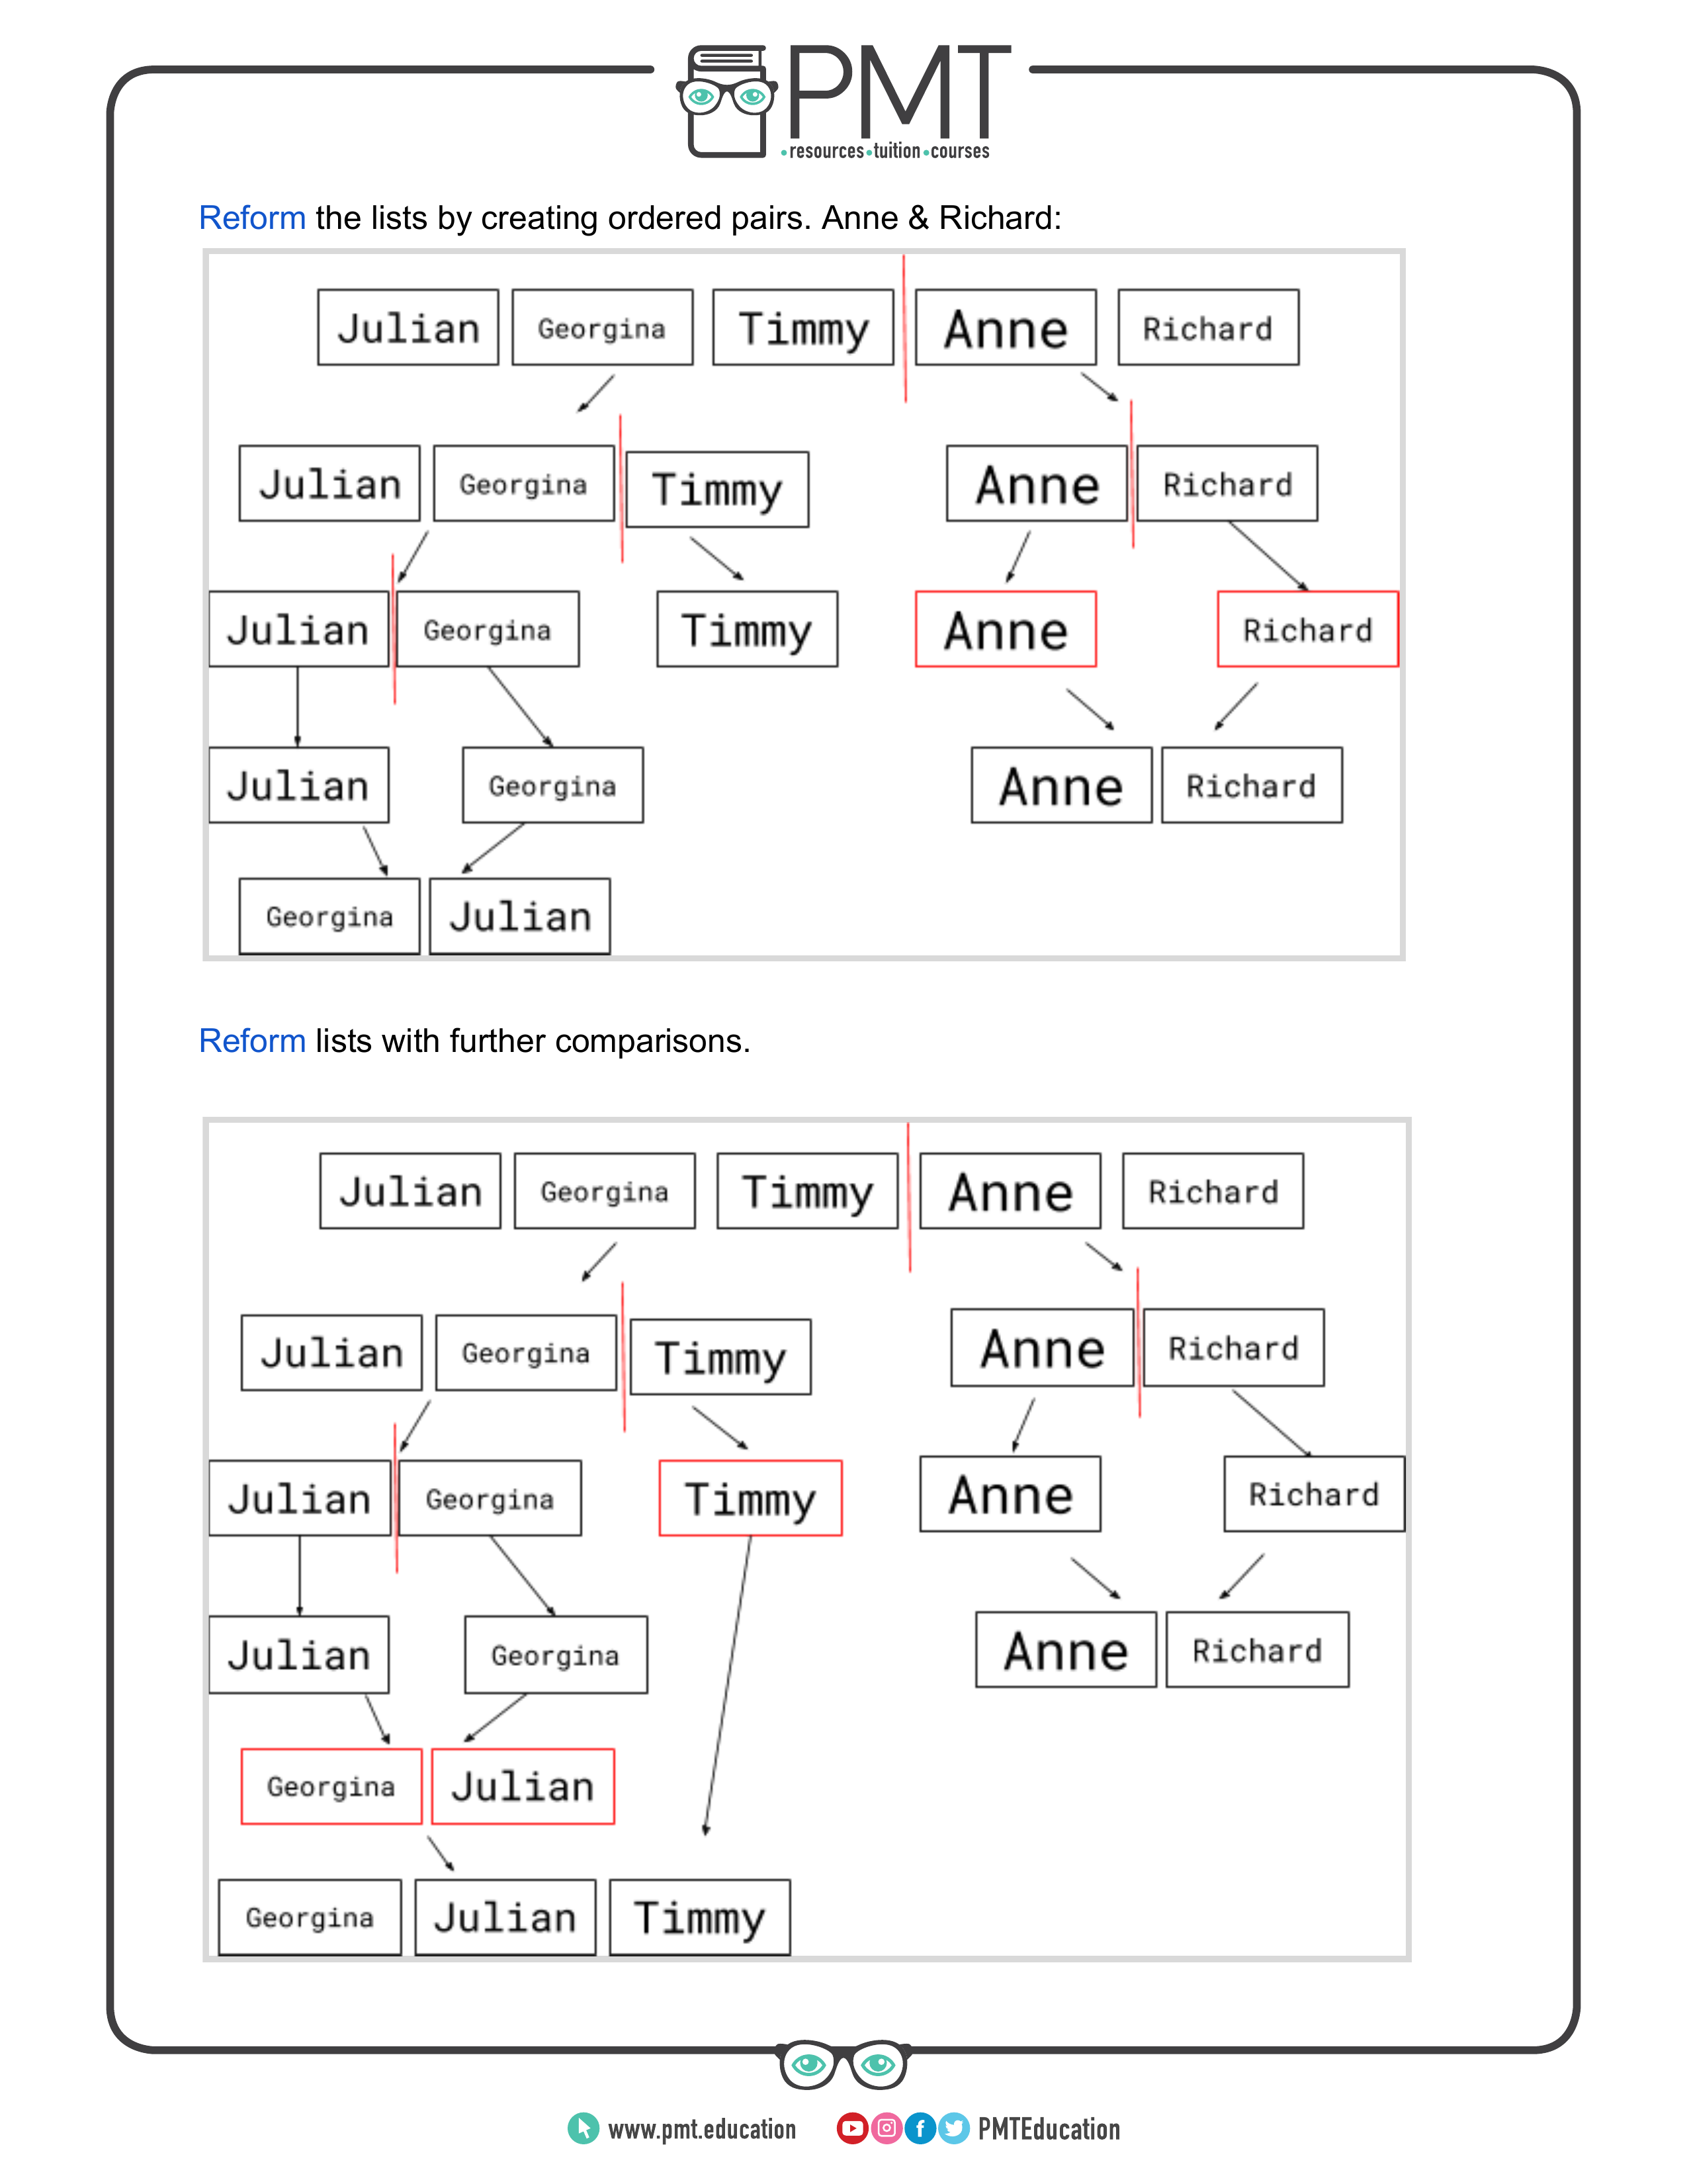 PMT
•resources•tuition•courses
Reform the lists by creating ordered pairs. Anne & Richard:
Julian Georgina Timmy Anne Richard
Julian Georgina Timmy Anne Richard
Julian Georgina Timmy Anne Richard
Julian Georgina Anne Richard
Georgina Julian
Reform lists with further comparisons.
Julian Georgina Timmy Anne Richard
Julian Georgina Timmy Anne Richard
Julian Georgina Timmy Anne Richard
Julian Georgina Anne Richard
Georgina Julian
Georgina Julian Timmy
www.pmt.education PMTEducation